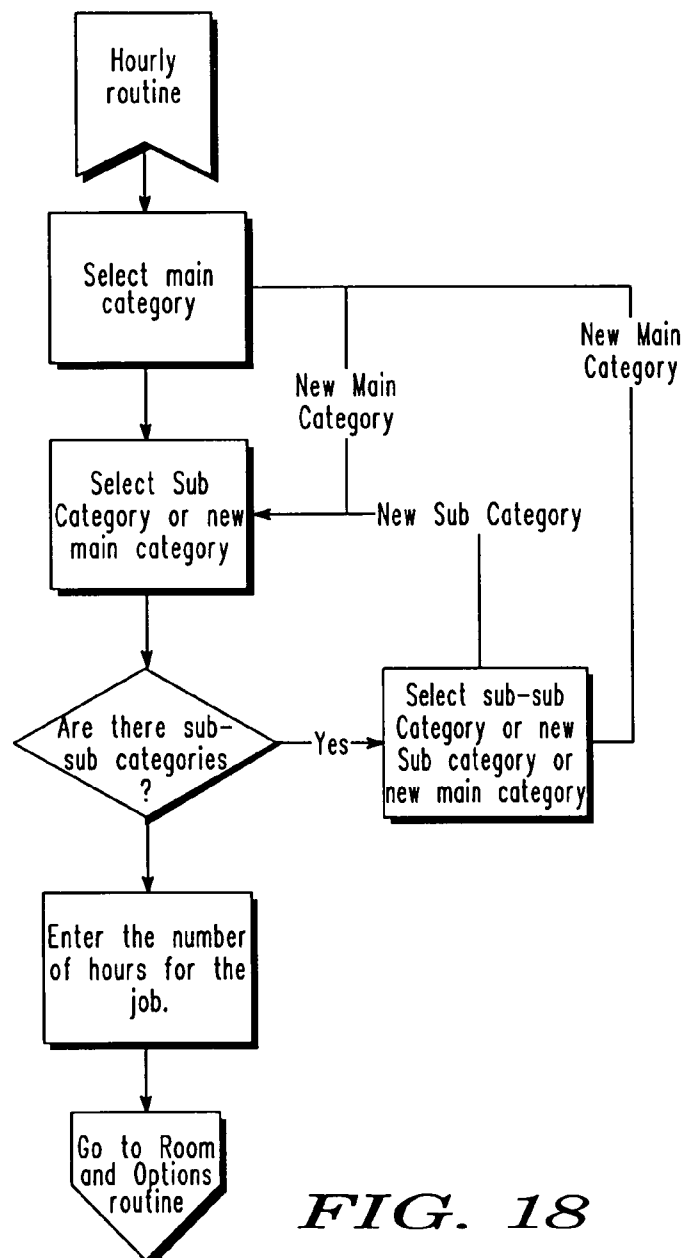 Hourly
routine
Select main
category
New Main
Category
New Main
Category
Select Sub
Category or new
main category
New Sub Category
Are there sub-
sub categories
?
Yes
Select sub-sub
Category or new
Sub category or
new main category
Enter the number
of hours for the
job.
Go to Room
and Options
routine
FIG. 18